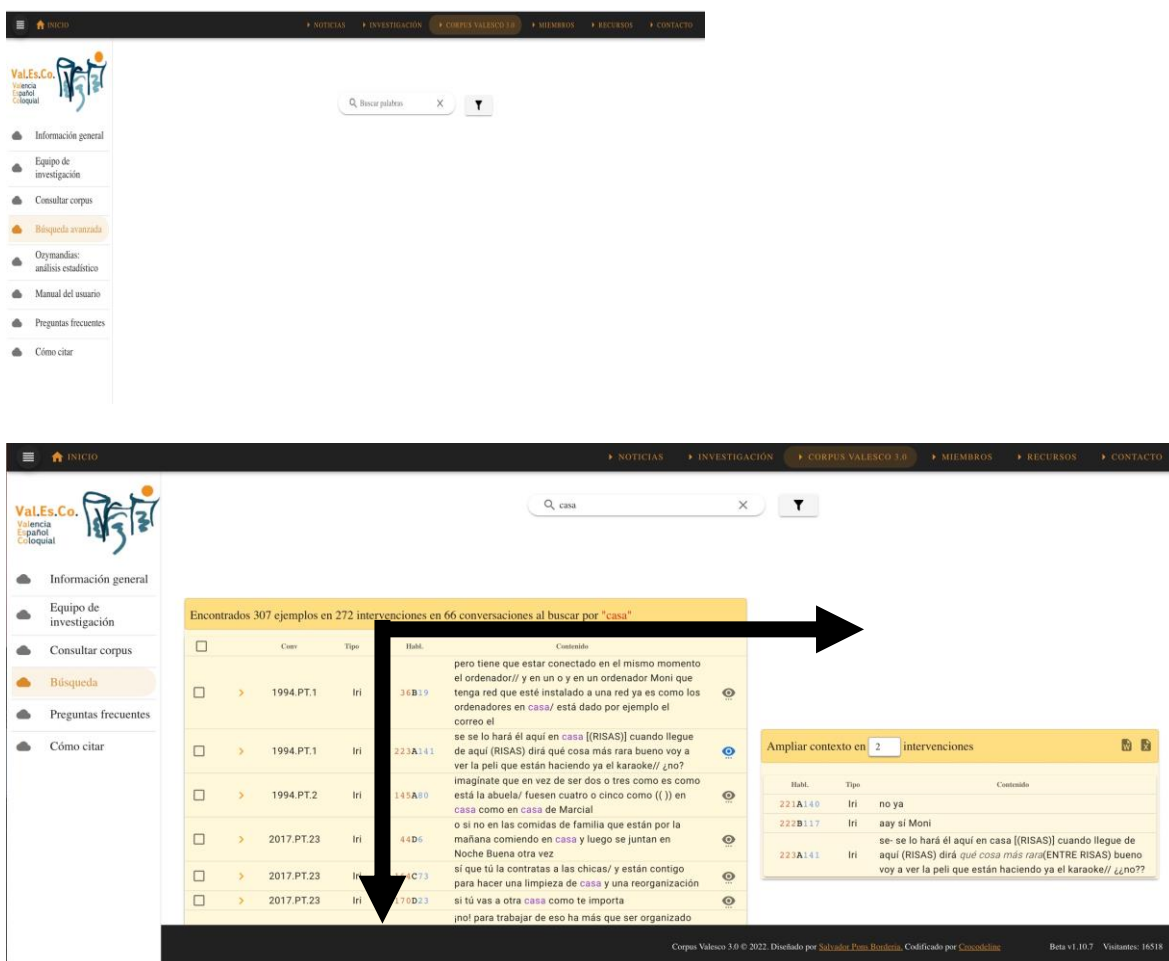 INICIO
NOTICIAS INVESTIGACIÓN CORPUS VALESCO 3.0 MIEMBROS RECURSOS CONTACTO
Val.Es.Co.
Valencia
Español
Coloquial
Buscar palabras X
Información general
Equipo de
investigación
Consultar corpus
Búsqueda avanzada
Ozymandias:
análisis estadístico
Manual del usuario
Preguntas frecuentes
Cómo citar
INICIO
NOTICIAS INVESTIGACIÓN CORPUS VALESCO 3.0 MIEMBROS RECURSOS CONTACTO
Val.Es.Co.
Valencia
Español
Coloquial
casa
Información general
Equipo de
investigación
Consultar corpus
Búsqueda
Preguntas frecuentes
Cómo citar
Encontrados 307 ejemplos en 272 intervenciones en 66 conversaciones al buscar por "casa"
Conv Tipo Habl. Contenido
1994.PT.1 Iri 36B19
pero tiene que estar conectado en el mismo momento
el ordenador// y en un o y en un ordenador Moni que
tenga red que esté instalado a una red ya es como los
ordenadores en casa/ está dado por ejemplo el
correo el
1994.PT.1 Iri 223A141
se se lo hará él aquí en casa [(RISAS)] cuando llegue
de aquí (RISAS) dirá qué cosa más rara bueno voy a
ver la peli que están haciendo ya el karaoke// ¿no?
1994.PT.2 Iri 145A80
imagínate que en vez de ser dos o tres como es como
está la abuela/ fuesen cuatro o cinco como (( )) en
casa como en casa de Marcial
2017.PT.23 Iri 44D6
o si no en las comidas de familia que están por la
mañana comiendo en casa y luego se juntan en
Noche Buena otra vez
2017.PT.23 Iri
sí que tú la contratas a las chicas/ y están contigo
para hacer una limpieza de casa y una reorganización
2017.PT.23 Iri 170D23 si tú vas a otra casa como te importa
¡no! para trabajar de eso ha más que ser organizado
Ampliar contexto en 2 intervenciones
Habl. Tipo Contenido
221A140 Iri no ya
222B117 Iri aay sí Moni
223A141 Iri
se- se lo hará él aquí en casa [(RISAS)] cuando llegue de
aquí (RISAS) dirá qué cosa más rara(ENTRE RISAS) bueno
voy a ver la peli que están haciendo ya el karaoke// ¿¿no??
Corpus Valesco 3.0 © 2022. Diseñado por Salvador Pons Bordería, Codificado por Crocodeline Beta v1.10.7 Visitantes: 16518